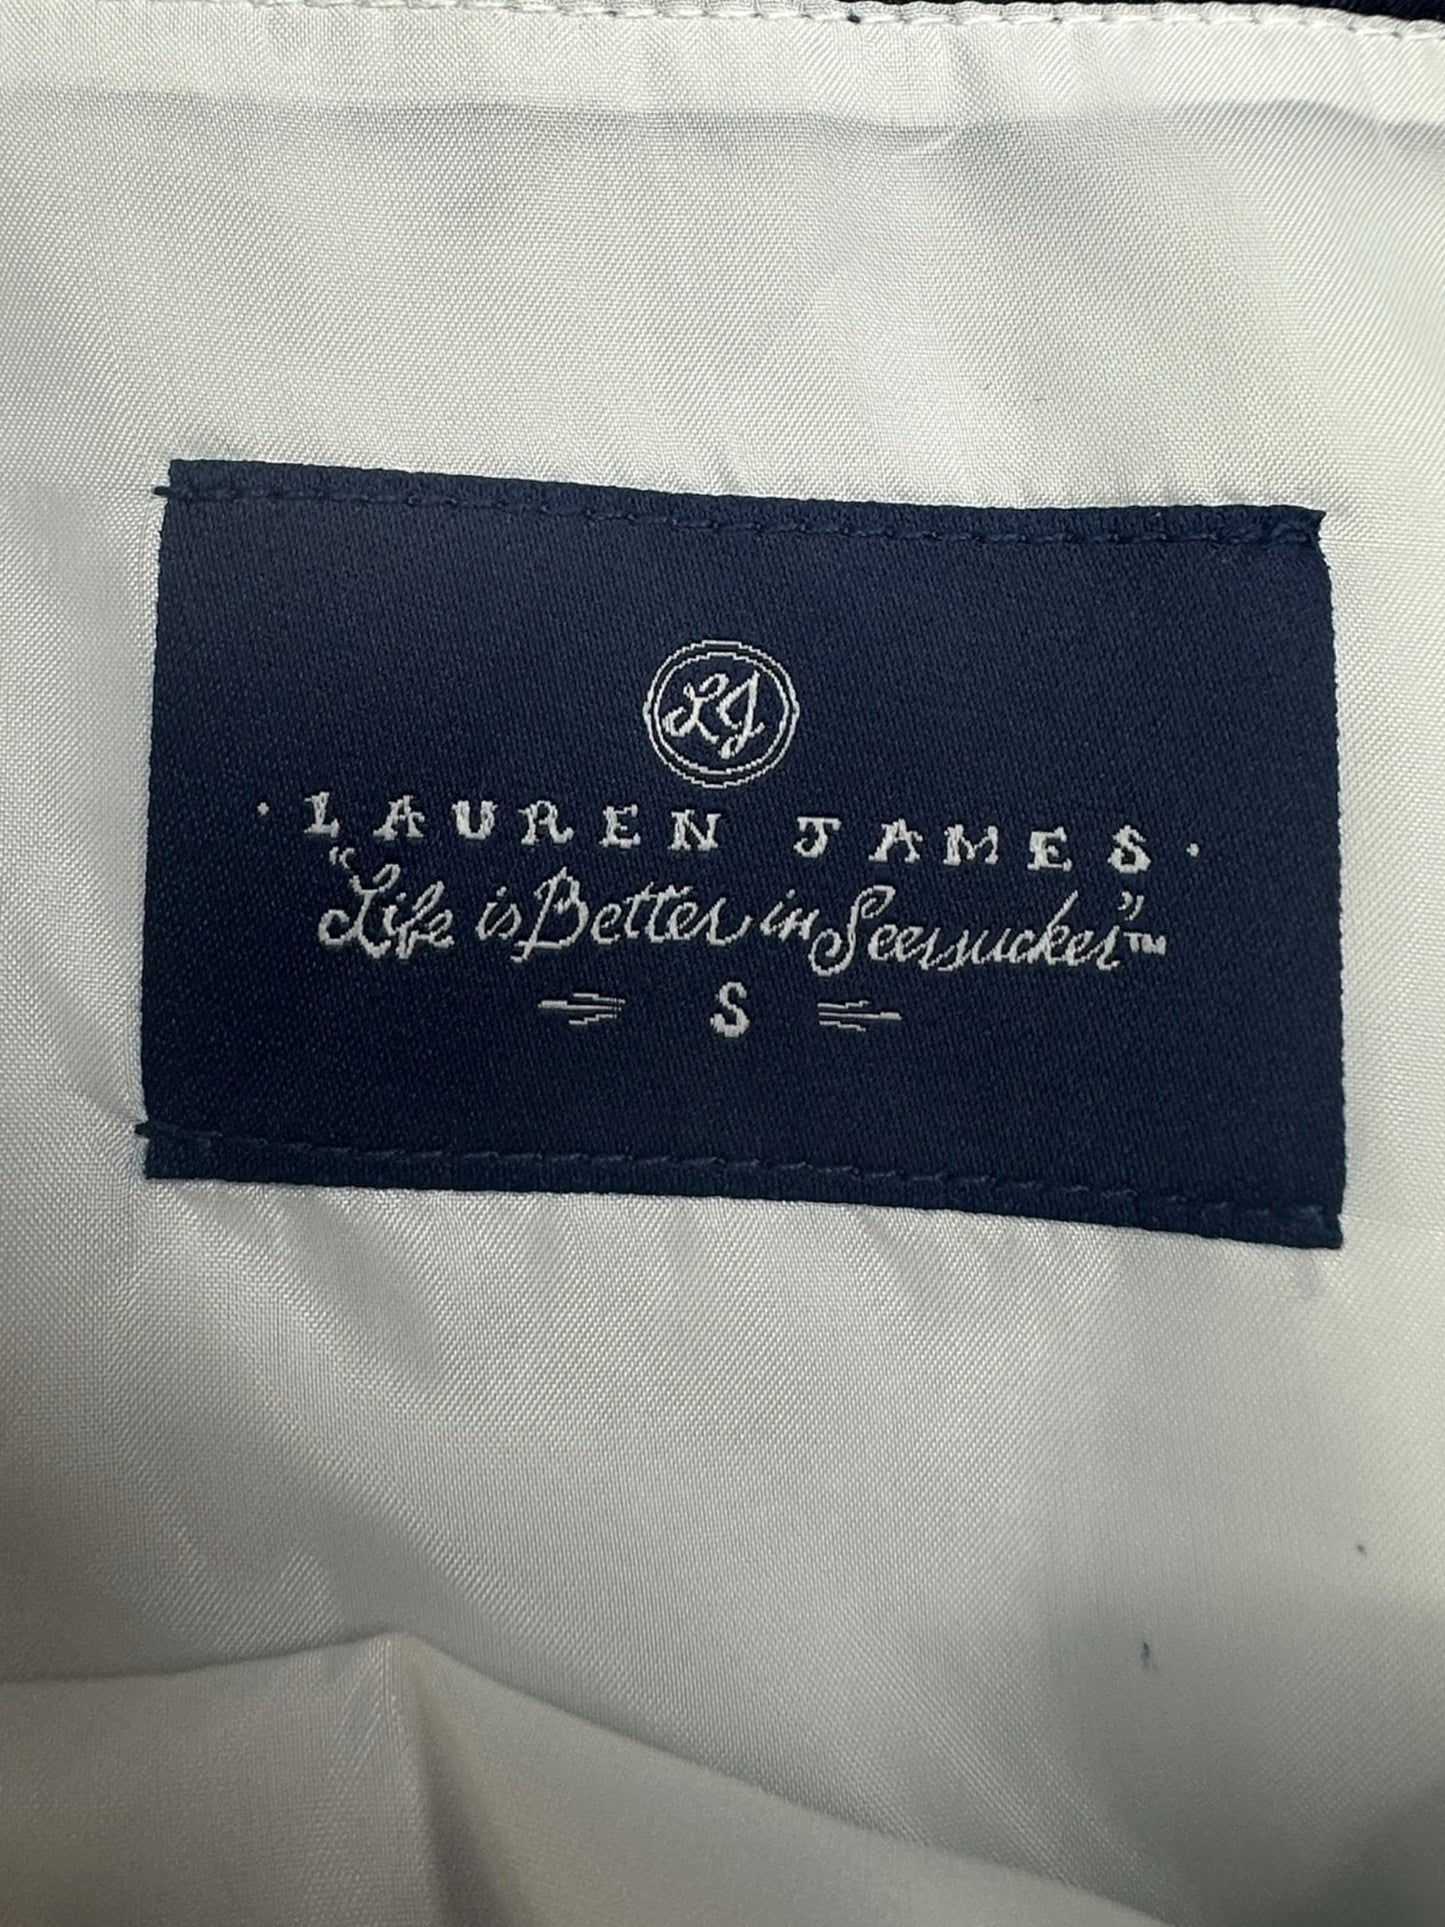 LJ
· LAUREN JAMES ·
“Life is Better in Seersucker”™
S